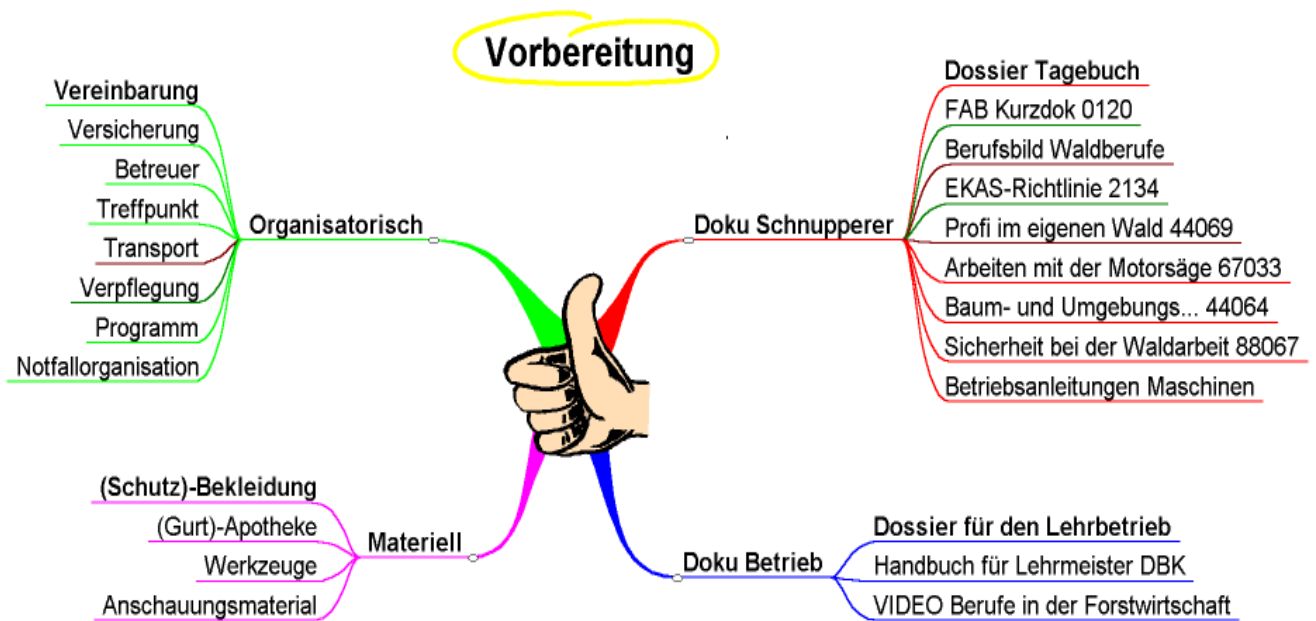 Vorbereitung
Organisatorisch
Vereinbarung
Versicherung
Betreuer
Treffpunkt
Transport
Verpflegung
Programm
Notfallorganisation
Doku Schnupperer
Dossier Tagebuch
FAB Kurzdok 0120
Berufsbild Waldberufe
EKAS-Richtlinie 2134
Profi im eigenen Wald 44069
Arbeiten mit der Motorsäge 67033
Baum- und Umgebungs... 44064
Sicherheit bei der Waldarbeit 88067
Betriebsanleitungen Maschinen
Materiell
(Schutz)-Bekleidung
(Gurt)-Apotheke
Werkzeuge
Anschauungsmaterial
Doku Betrieb
Dossier für den Lehrbetrieb
Handbuch für Lehrmeister DBK
VIDEO Berufe in der Forstwirtschaft